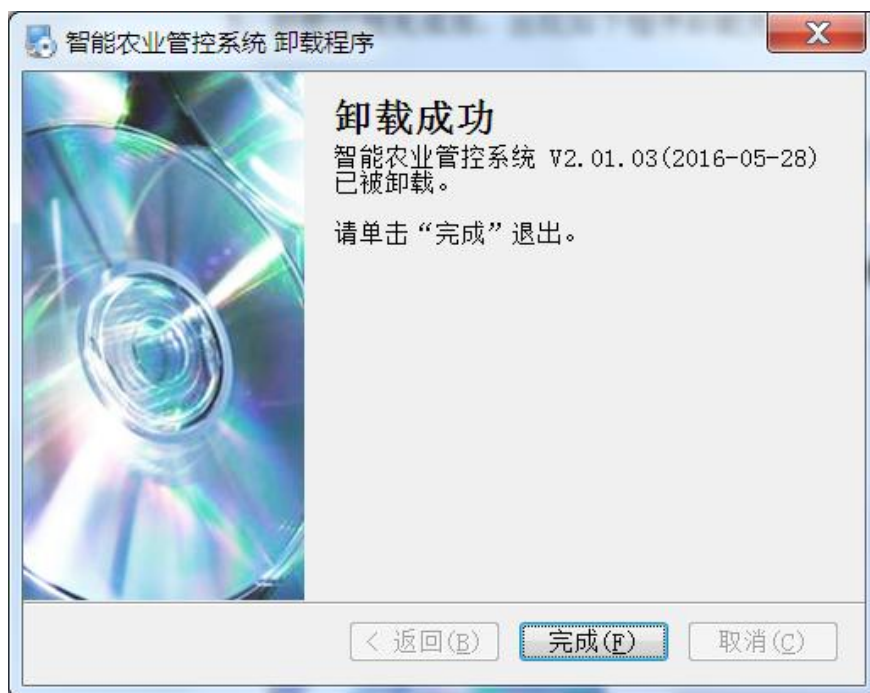 智能农业管控系统 卸载程序
卸载成功
智能农业管控系统 V2.01.03(2016-05-28)
已被卸载。
请单击“完成”退出。
< 返回(B)
完成(F)
取消(C)